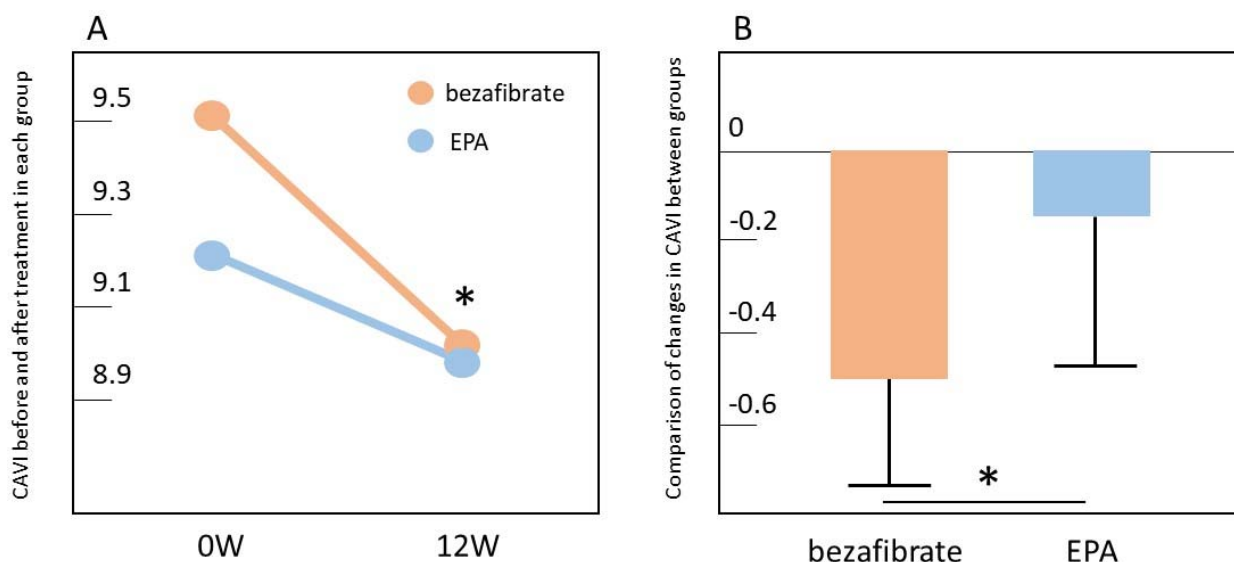 A
CAVI before and after treatment in each group
9.5
9.3
9.1
8.9
bezafibrate
EPA
*
0W
12W
B
Comparison of changes in CAVI between groups
0
-0.2
-0.4
-0.6
*
bezafibrate
EPA